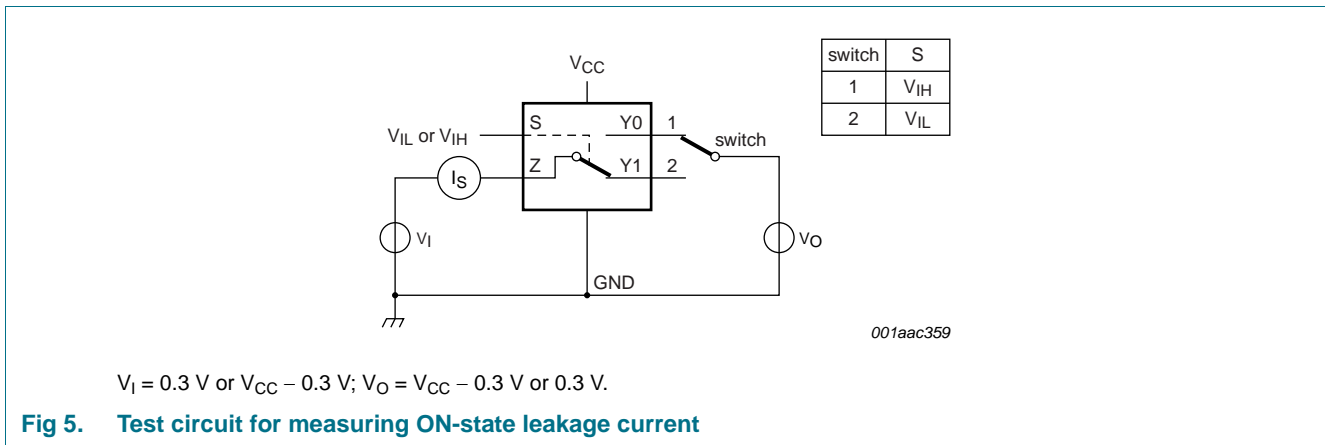 switch S
1 VIH
2 VIL
VCC
VIL or VIH
S
Y0
1
switch
Z
Y1
2
IS
VI
VO
GND
001aac359
VI = 0.3 V or VCC − 0.3 V; VO = VCC − 0.3 V or 0.3 V.
Fig 5. Test circuit for measuring ON-state leakage current